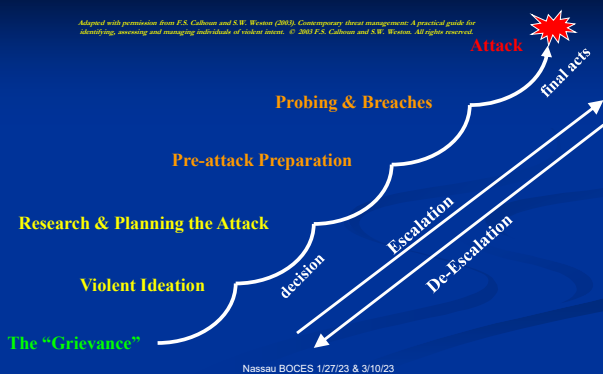 Adapted with permission from F.S. Calhoun and S.W. Weston (2003). Contemporary threat management: A practical guide for
identifying, assessing and managing individuals of violent intent. © 2003 F.S. Calhoun and S.W. Weston. All rights reserved.
Attack
final acts
Probing & Breaches
Pre-attack Preparation
Research & Planning the Attack
Escalation
De-Escalation
decision
Violent Ideation
The “Grievance”
Nassau BOCES 1/27/23 & 3/10/23